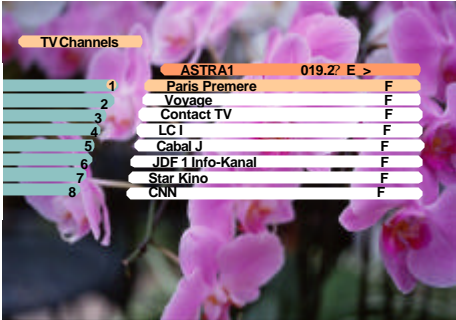 TV Channels
ASTRA1 019.2? E >
1 Paris Premere F
2 Voyage F
3 Contact TV F
4 LC I F
5 Cabal J F
6 JDF 1 Info-Kanal F
7 Star Kino F
8 CNN F